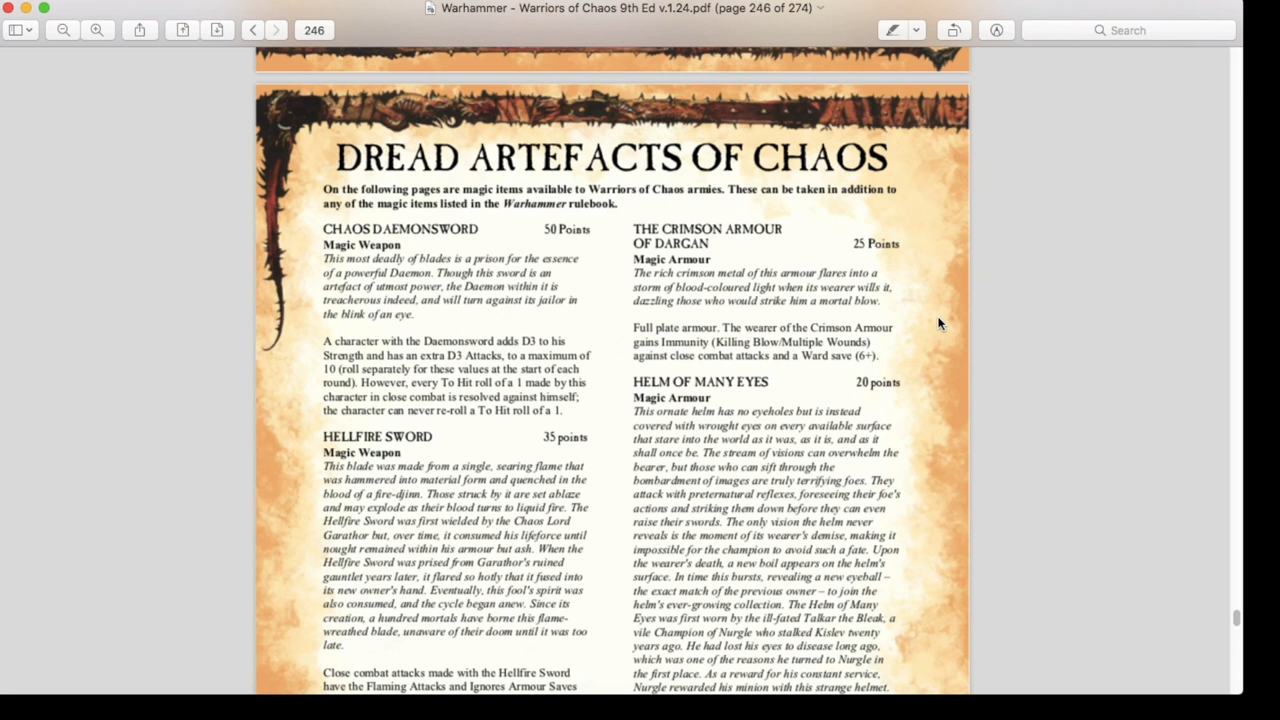 Warhammer - Warriors of Chaos 9th Ed v.1.24.pdf (page 246 of 274)
246
Search
DREAD ARTEFACTS OF CHAOS
On the following pages are magic items available to Warriors of Chaos armies. These can be taken in addition to
any of the magic items listed in the Warhammer rulebook.
CHAOS DAEMONSWORD 50 Points
Magic Weapon
This most deadly of blades is a prison for the essence
of a powerful Daemon. Though this sword is an
artefact of utmost power, the Daemon within it is
treacherous indeed, and will turn against its jailor in
the blink of an eye.
A character with the Daemonsword adds D3 to his
Strength and has an extra D3 Attacks, to a maximum of
10 (roll separately for these values at the start of each
round). However, every To Hit roll of a 1 made by this
character in close combat is resolved against himself;
the character can never re-roll a To Hit roll of a 1.
HELLFIRE SWORD 35 points
Magic Weapon
This blade was made from a single, searing flame that
was hammered into material form and quenched in the
blood of a fire-djinn. Those struck by it are set ablaze
and may explode as their blood turns to liquid fire. The
Hellfire Sword was first wielded by the Chaos Lord
Garathor but, over time, it consumed his lifeforce until
nought remained within his armour but ash. When the
Hellfire Sword was prised from Garathor's ruined
gauntlet years later, it flared so hotly that it fused into
its new owner's hand. Eventually, this fool's spirit was
also consumed, and the cycle began anew. Since its
creation, a hundred mortals have borne this flame-
wreathed blade, unaware of their doom until it was too
late.
Close combat attacks made with the Hellfire Sword
have the Flaming Attacks and Ignores Armour Saves
THE CRIMSON ARMOUR
OF DARGAN 25 Points
Magic Armour
The rich crimson metal of this armour flares into a
storm of blood-coloured light when its wearer wills it,
dazzling those who would strike him a mortal blow.
Full plate armour. The wearer of the Crimson Armour
gains Immunity (Killing Blow/Multiple Wounds)
against close combat attacks and a Ward save (6+).
HELM OF MANY EYES 20 points
Magic Armour
This ornate helm has no eyeholes but is instead
covered with wrought eyes on every available surface
that stare into the world as it was, as it is, and as it
shall once be. The stream of visions can overwhelm the
bearer, but those who can sift through the
bombardment of images are truly terrifying foes. They
attack with preternatural reflexes, foreseeing their foe's
actions and striking them down before they can even
raise their swords. The only vision the helm never
reveals is the moment of its wearer's demise, making it
impossible for the champion to avoid such a fate. Upon
the wearer's death, a new boil appears on the helm's
surface. In time this bursts, revealing a new eyeball –
the exact match of the previous owner – to join the
helm's ever-growing collection. The Helm of Many
Eyes was first worn by the ill-fated Talkar the Bleak, a
vile Champion of Nurgle who stalked Kislev twenty
years ago. He had lost his eyes to disease long ago,
which was one of the reasons he turned to Nurgle in
the first place. As a reward for his constant service,
Nurgle rewarded his minion with this strange helmet.